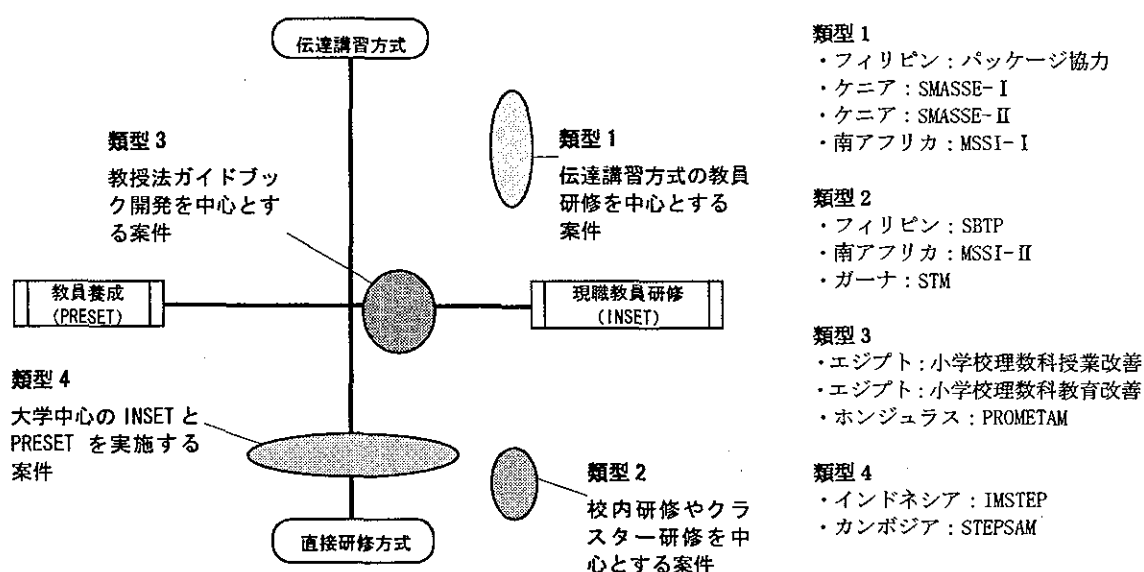 伝達講習方式
類型 3
教授法ガイドブッ
ク開発を中心とす
る案件
類型 1
伝達講習方式の教員
研修を中心とする
案件
教員養成
(PRESET)
現職教員研修
(INSET)
類型 4
大学中心の INSET と
PRESET を実施する
案件
類型 2
校内研修やクラ
スター研修を中
心とする案件
直接研修方式
類型 1
・フィリピン：パッケージ協力
・ケニア：SMASSE-Ⅰ
・ケニア：SMASSE-Ⅱ
・南アフリカ：MSSI-Ⅰ
類型 2
・フィリピン：SBTP
・南アフリカ：MSSI-Ⅱ
・ガーナ：STM
類型 3
・エジプト：小学校理数科授業改善
・エジプト：小学校理数科教育改善
・ホンジュラス：PROMETAM
類型 4
・インドネシア：IMSTEP
・カンボジア：STEPSAM